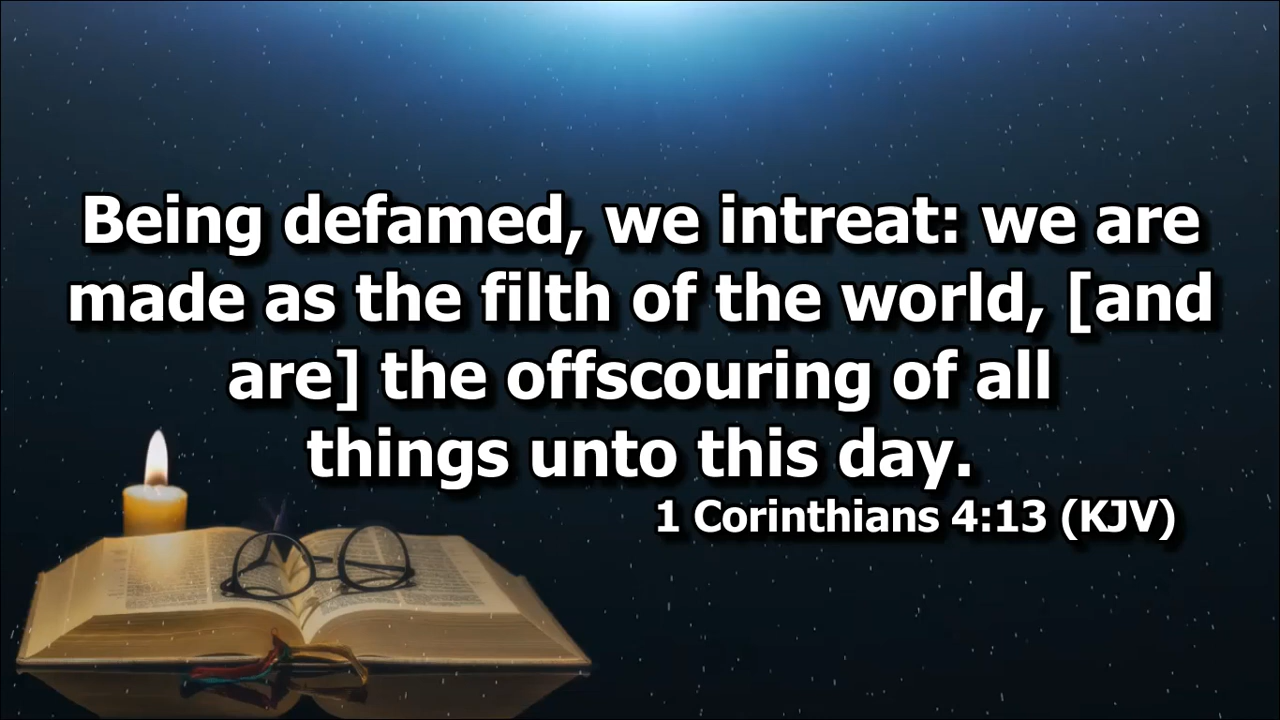 Being defamed, we intreat: we are
made as the filth of the world, [and
are] the offscouring of all
things unto this day.
1 Corinthians 4:13 (KJV)